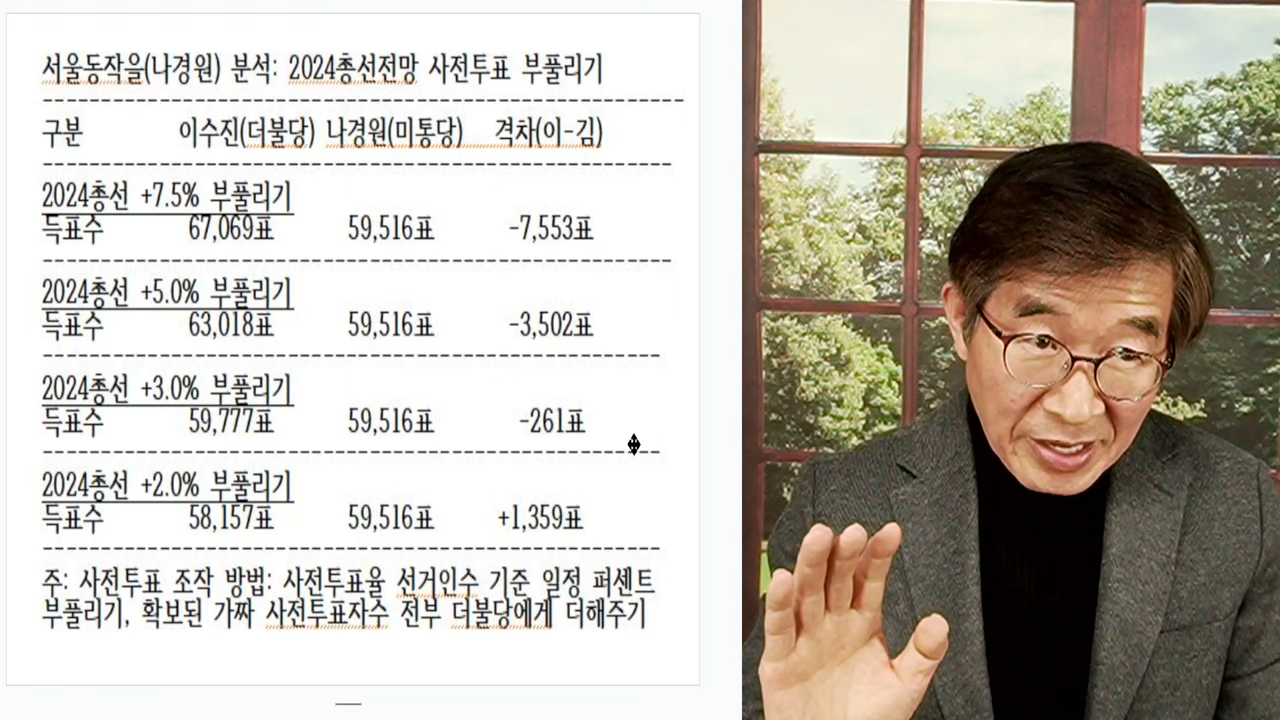 서울동작을(나경원) 분석: 2024총선전망 사전투표 부풀리기
구분 이수진(더불당) 나경원(미통당) 격차(이-김)
2024총선 +7.5% 부풀리기
득표수 67,069표 59,516표 -7,553표
2024총선 +5.0% 부풀리기
득표수 63,018표 59,516표 -3,502표
2024총선 +3.0% 부풀리기
득표수 59,777표 59,516표 -261표
2024총선 +2.0% 부풀리기
득표수 58,157표 59,516표 +1,359표
주: 사전투표 조작 방법: 사전투표율 선거인수 기준 일정 퍼센트
부풀리기, 확보된 가짜 사전투표자수 전부 더불당에게 더해주기